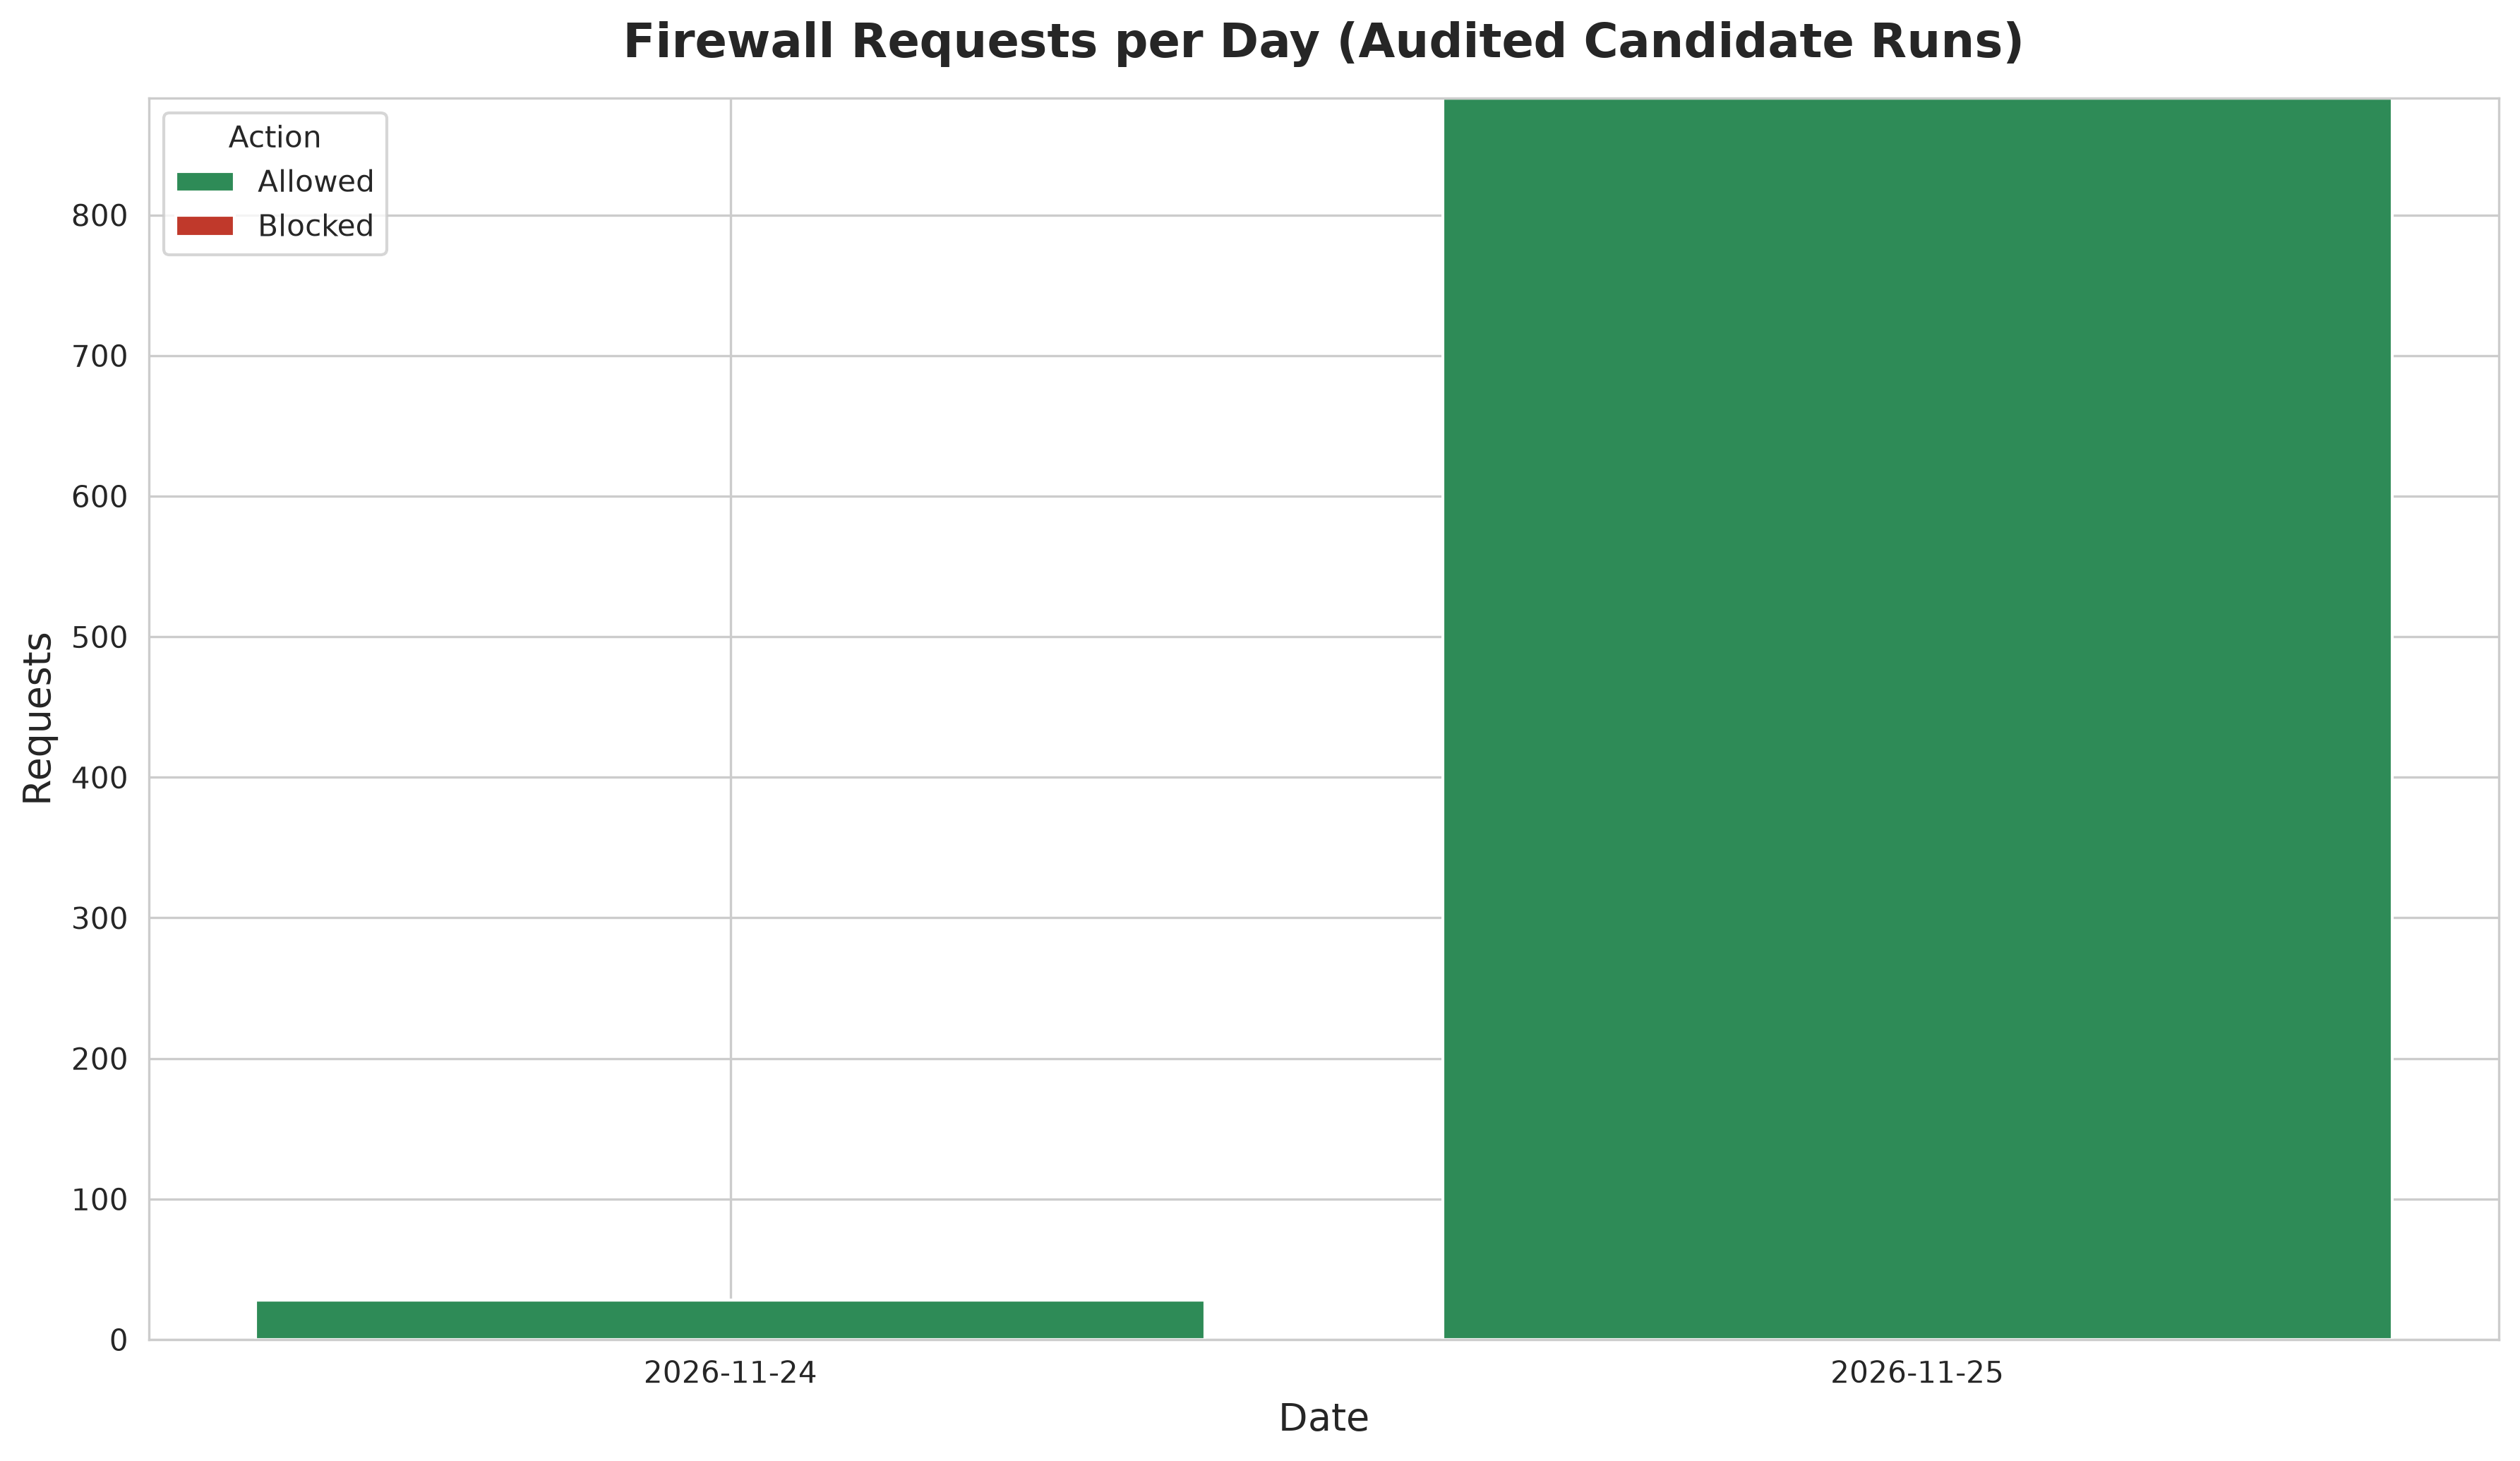 Firewall Requests per Day (Audited Candidate Runs)
Action
Allowed
Blocked
800
700
600
500
400
300
200
100
0
Requests
2026-11-24
2026-11-25
Date